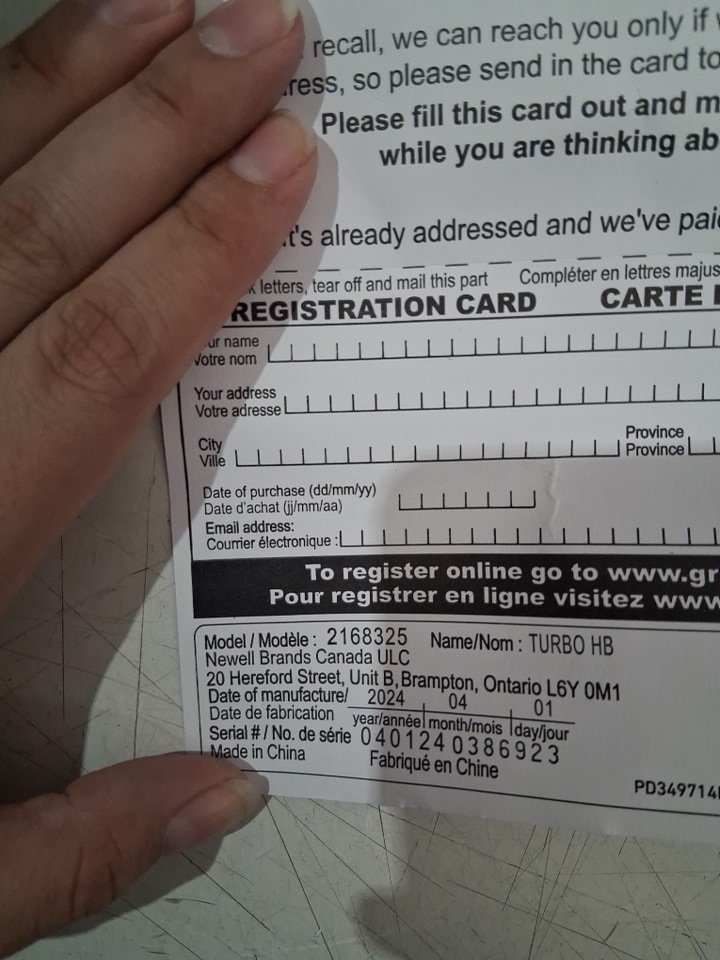 recall, we can reach you only if
ress, so please send in the card to
Please fill this card out and m
while you are thinking ab
t's already addressed and we've paid
k letters, tear off and mail this part Compléter en lettres majus
REGISTRATION CARD CARTE
ur name
Votre nom
Your address
Votre adresse
City
Ville
Province
Province
Date of purchase (dd/mm/yy)
Date d'achat (jj/mm/aa)
Email address:
Courrier électronique :
To register online go to www.gr
Pour registrer en ligne visitez www
Model / Modèle : 2168325 Name/Nom : TURBO HB
Newell Brands Canada ULC
20 Hereford Street, Unit B, Brampton, Ontario L6Y 0M1
Date of manufacture/ 2024 04 01
Date de fabrication year/année month/mois day/jour
Serial # / No. de série 040124 0386923
Made in China Fabriqué en Chine
PD349714